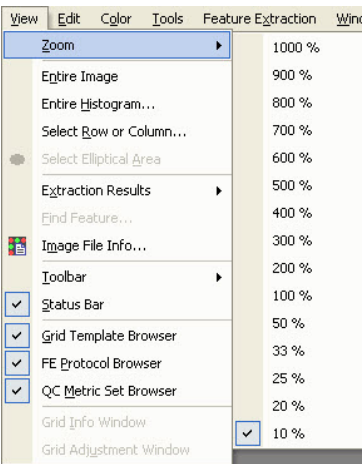 View Edit Color Tools Feature Extraction
Zoom
Entire Image
Entire Histogram...
Select Row or Column...
Select Elliptical Area
Extraction Results
Find Feature...
Image File Info...
Toolbar
Status Bar
Grid Template Browser
FE Protocol Browser
QC Metric Set Browser
Grid Info Window
Grid Adjustment Window
1000 %
900 %
800 %
700 %
600 %
500 %
400 %
300 %
200 %
100 %
50 %
33 %
25 %
20 %
10 %